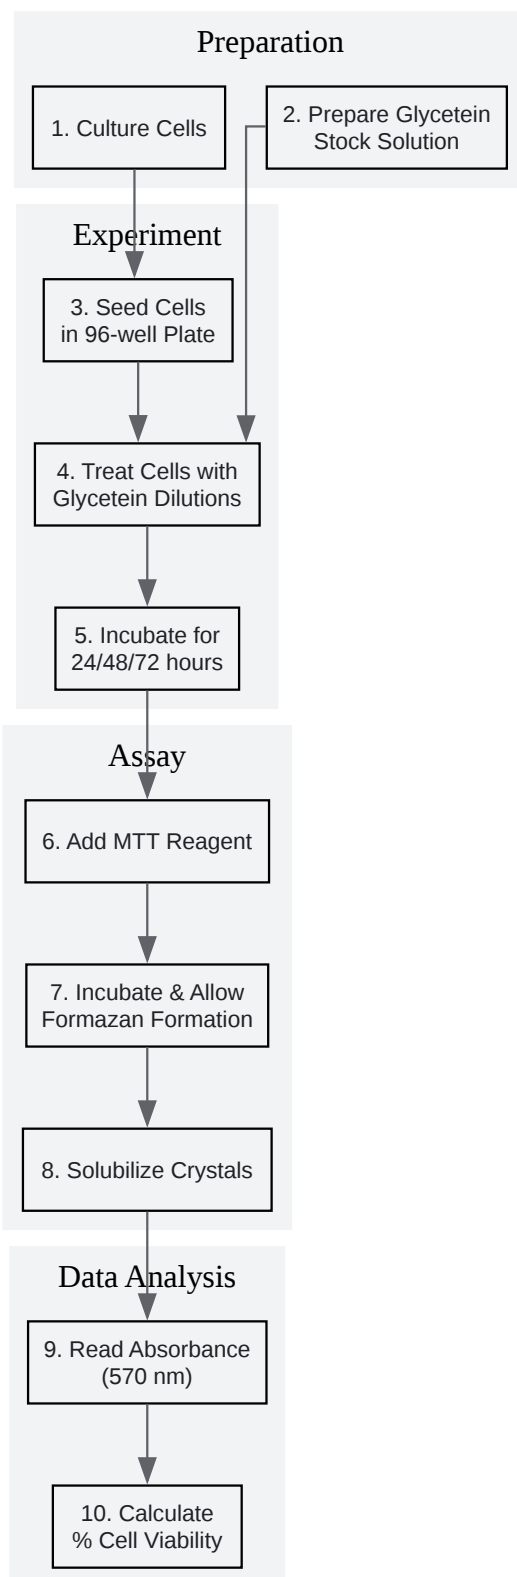 Preparation
1. Culture Cells
2. Prepare Glycetein
Stock Solution
Experiment
3. Seed Cells
in 96-well Plate
4. Treat Cells with
Glycetein Dilutions
5. Incubate for
24/48/72 hours
Assay
6. Add MTT Reagent
7. Incubate & Allow
Formazan Formation
8. Solubilize Crystals
Data Analysis
9. Read Absorbance
(570 nm)
10. Calculate
% Cell Viability